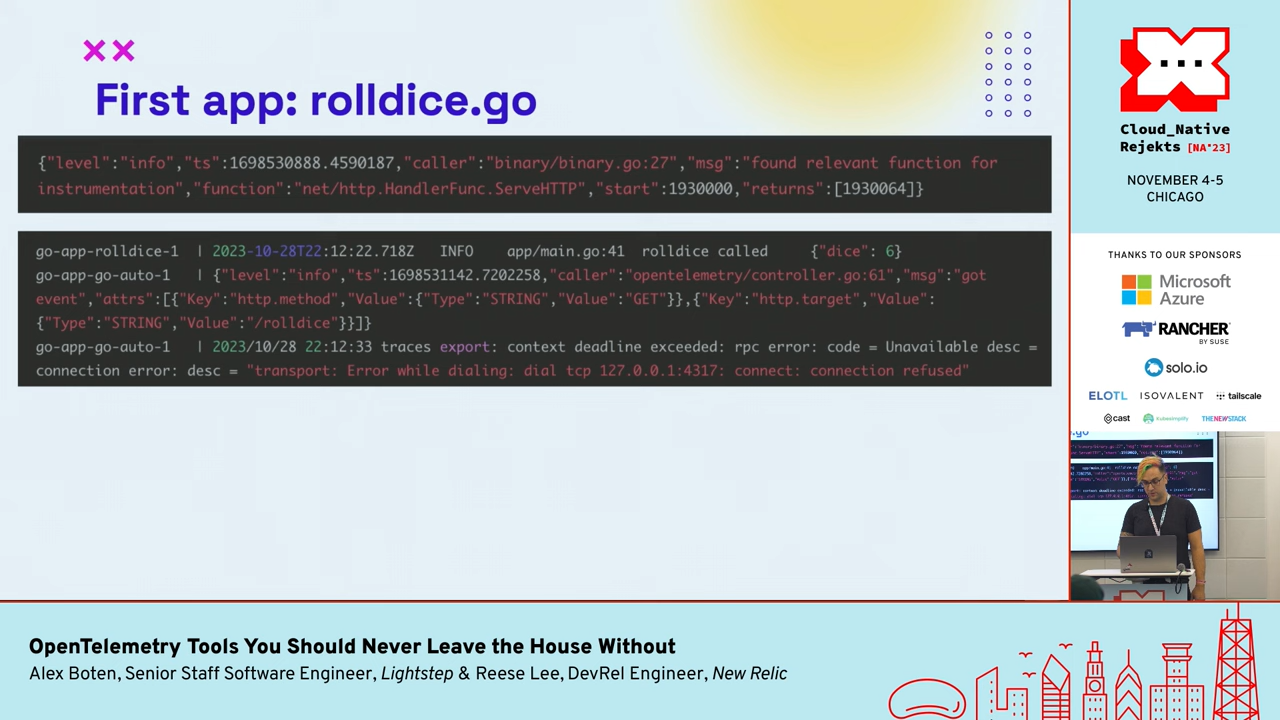 First app: rolldice.go
{"level":"info","ts":1698530888.4590187,"caller":"binary/binary.go:27","msg":"found relevant function for
instrumentation","function":"net/http.HandlerFunc.ServeHTTP","start":1930000,"returns":[1930064]}
go-app-rolldice-1 | 2023-10-28T22:12:22.718Z INFO app/main.go:41 rolldice called {"dice": 6}
go-app-go-auto-1 | {"level":"info","ts":1698531142.7202258,"caller":"opentelemetry/controller.go:61","msg":"got
event","attrs":[{"Key":"http.method","Value":{"Type":"STRING","Value":"GET"}},{"Key":"http.target","Value":
{"Type":"STRING","Value":"/rolldice"}}]}
go-app-go-auto-1 | 2023/10/28 22:12:33 traces export: context deadline exceeded: rpc error: code = Unavailable desc =
connection error: desc = "transport: Error while dialing: dial tcp 127.0.0.1:4317: connect: connection refused"
Cloud_Native
Rejekts [NA'23]
NOVEMBER 4-5
CHICAGO
THANKS TO OUR SPONSORS
Microsoft
Azure
RANCHER
BY SUSE
solo.io
ELOTL ISOVALENT tailscale
cast kubesimplify THENEWSTACK
OpenTelemetry Tools You Should Never Leave the House Without
Alex Boten, Senior Staff Software Engineer, Lightstep & Reese Lee, DevRel Engineer, New Relic